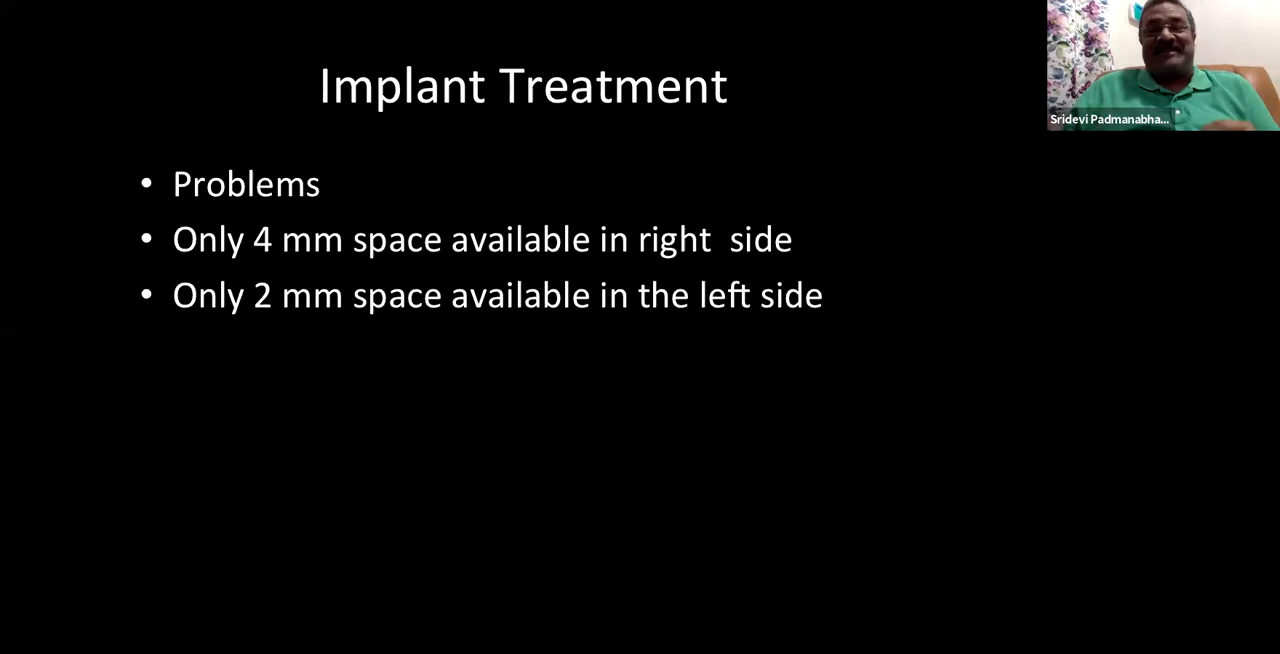 Implant Treatment
• Problems
• Only 4 mm space available in right  side
• Only 2 mm space available in the left side
Sridevi Padmanabha...